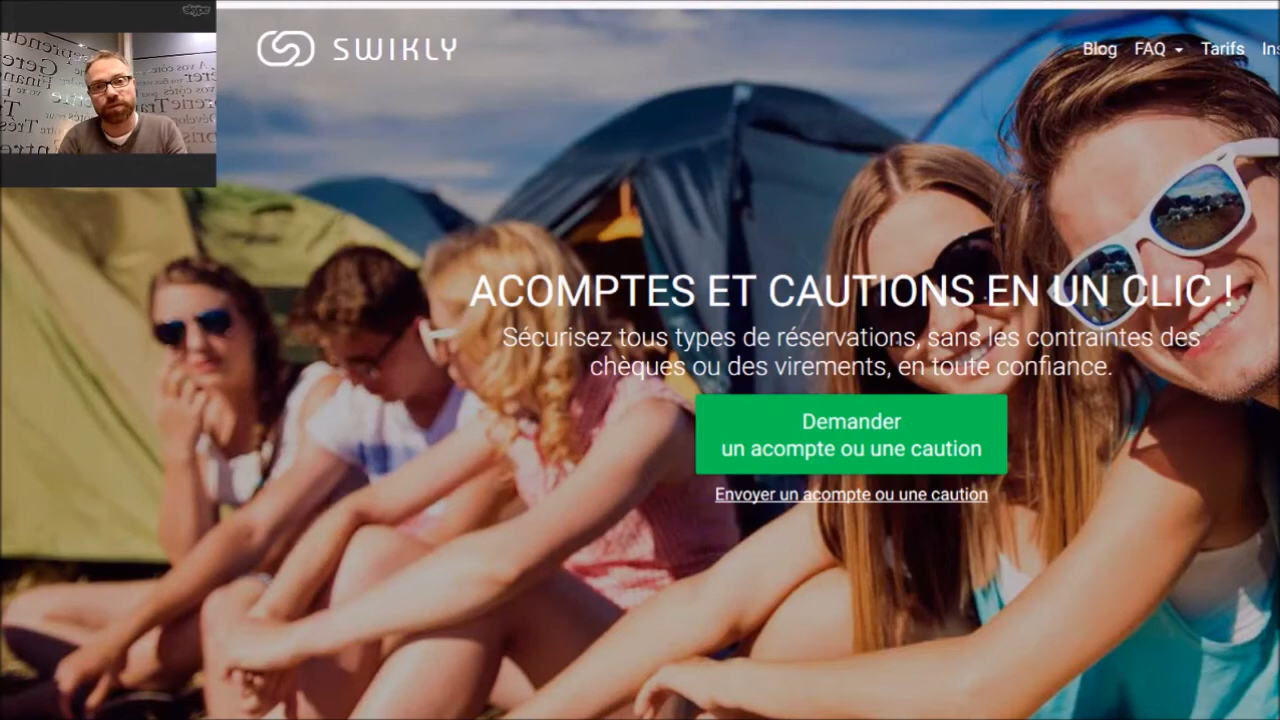 skype
SWIKLY
Blog FAQ Tarifs
ACOMPTES ET CAUTIONS EN UN CLIC !
Sécurisez tous types de réservations, sans les contraintes des
chèques ou des virements, en toute confiance.
Demander
un acompte ou une caution
Envoyer un acompte ou une caution